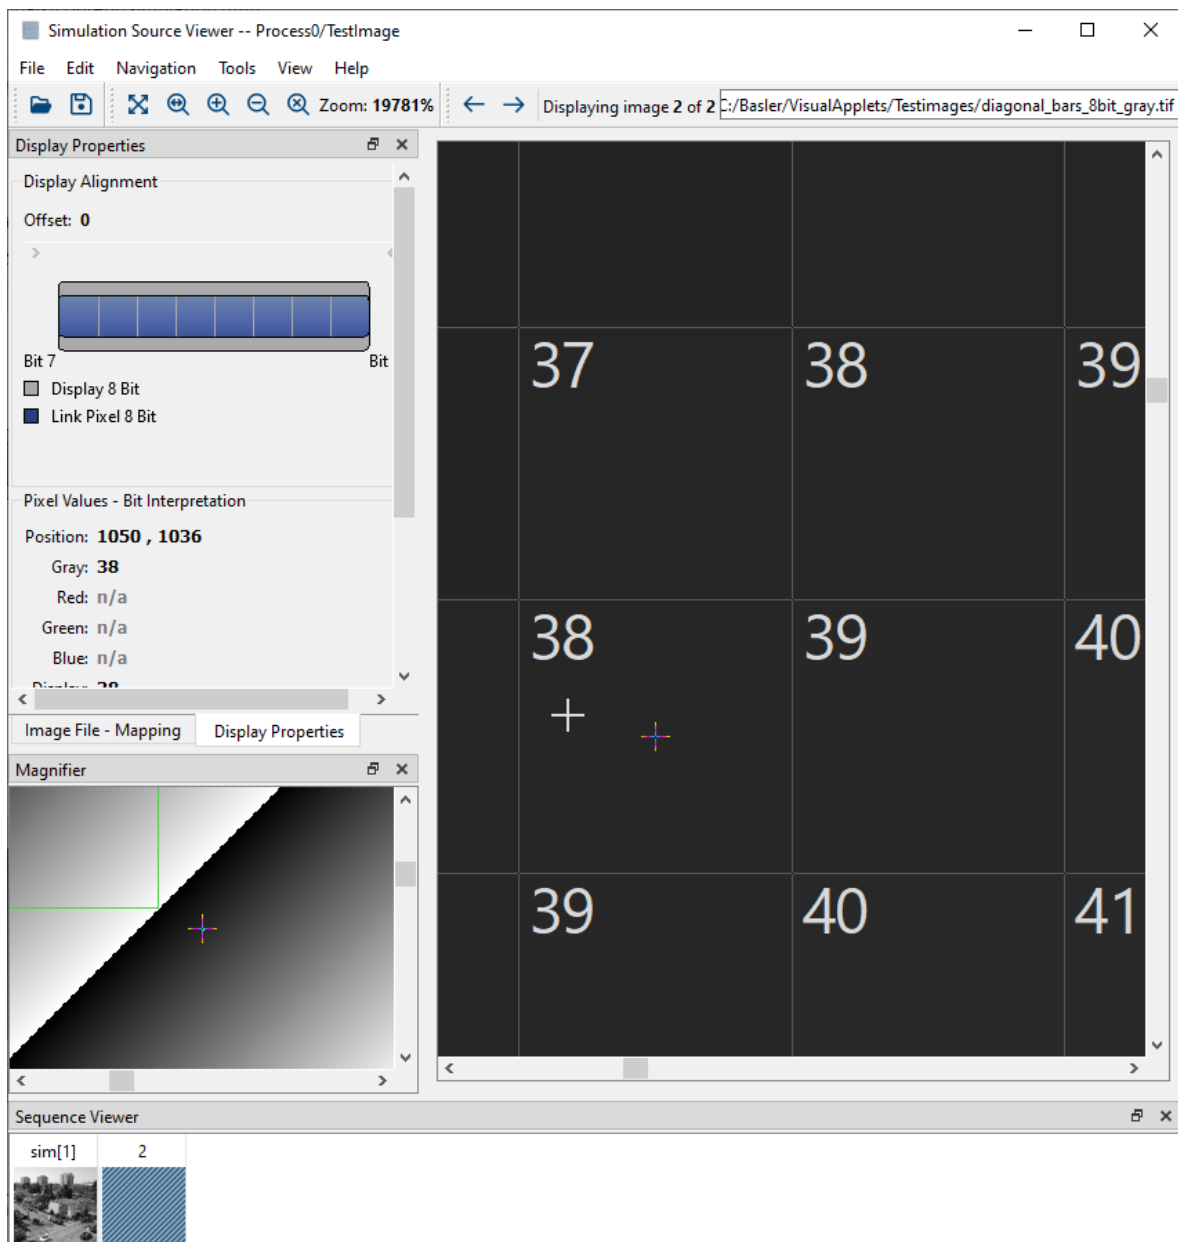 Simulation Source Viewer -- Process0/TestImage
File Edit Navigation Tools View Help
Zoom: 19781% Displaying image 2 of 2 C:/Basler/VisualApplets/Testimages/diagonal_bars_8bit_gray.tif
Display Properties
Display Alignment
Offset: 0
Bit 7 Bit
Display 8 Bit
Link Pixel 8 Bit
Pixel Values - Bit Interpretation
Position: 1050 , 1036
Gray: 38
Red: n/a
Green: n/a
Blue: n/a
Display: 38
Image File - Mapping Display Properties
Magnifier
37 38 39
38 39 40
39 40 41
Sequence Viewer
sim[1] 2